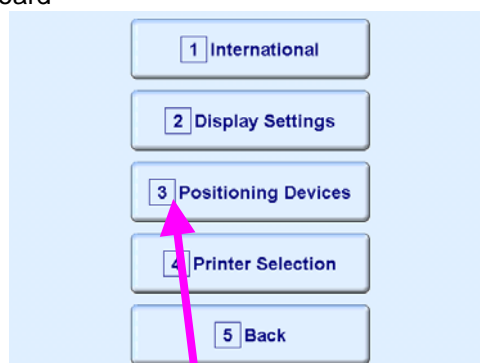 1 International
2 Display Settings
3 Positioning Devices
4 Printer Selection
5 Back